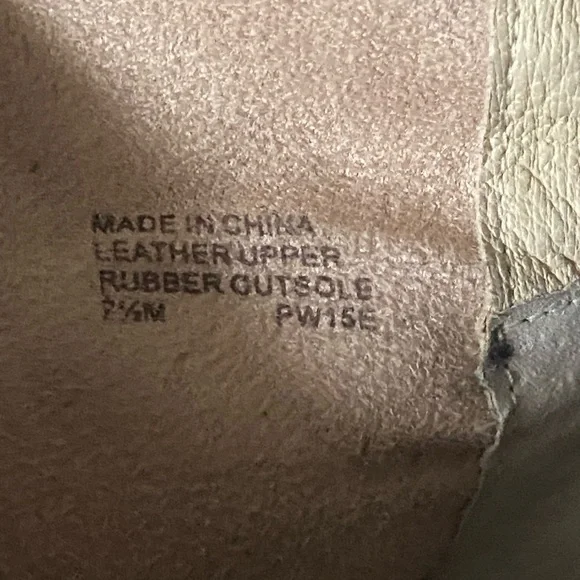 MADE IN CHINA
LEATHER UPPER
RUBBER OUTSOLE
7½M PW15E